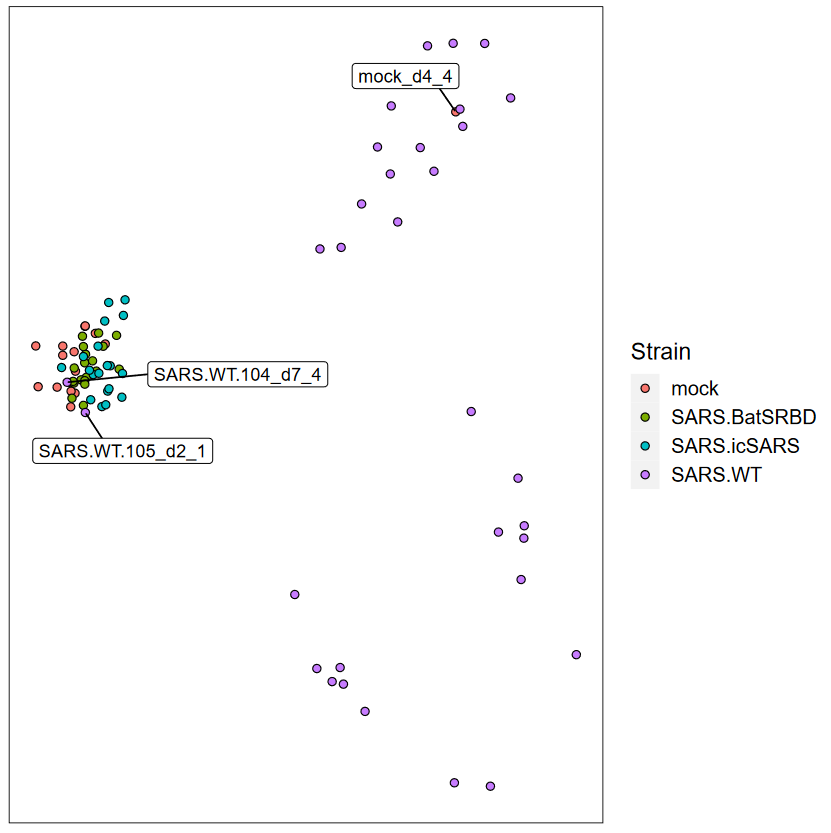 mock_d4_4
SARS.WT.104_d7_4
SARS.WT.105_d2_1
Strain
mock
SARS.BatSRBD
SARS.icSARS
SARS.WT